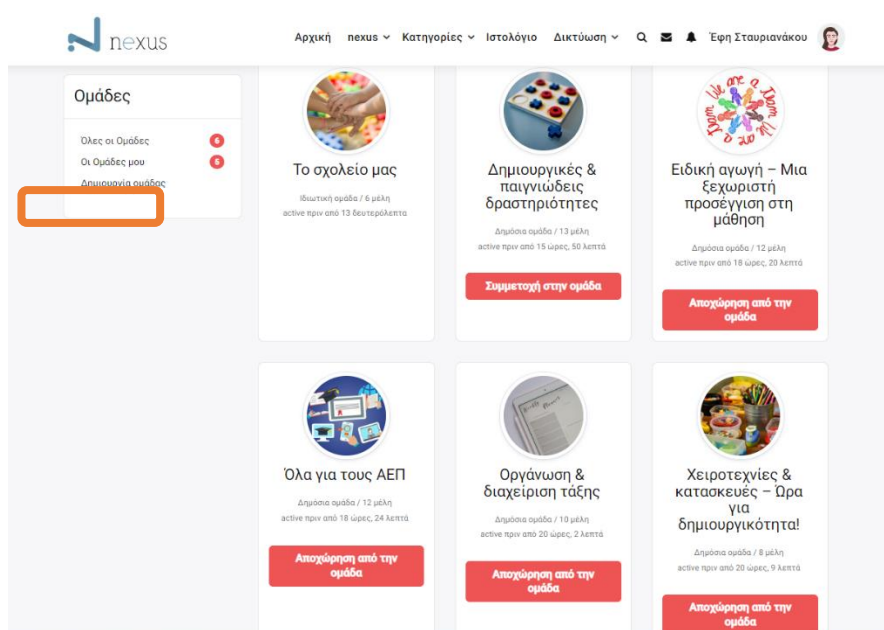 nexus
Αρχική nexus Κατηγορίες Ιστολόγιο Δικτύωση Έφη Σταυριανάκου
Ομάδες
Όλες οι Ομάδες 6
Οι Ομάδες μου 6
Δημιουργία ομάδας
Το σχολείο μας
Ιδιωτική ομάδα / 6 μέλη
active πριν από 13 δευτερόλεπτα
Δημιουργικές &
παιγνιώδεις
δραστηριότητες
Δημόσια ομάδα / 13 μέλη
active πριν από 15 ώρες, 50 λεπτά
Συμμετοχή στην ομάδα
We are a Team
Ειδική αγωγή – Μια
ξεχωριστή
προσέγγιση στη
μάθηση
Δημόσια ομάδα / 12 μέλη
active πριν από 18 ώρες, 20 λεπτά
Αποχώρηση από την
ομάδα
Όλα για τους ΑΕΠ
Δημόσια ομάδα / 12 μέλη
active πριν από 18 ώρες, 24 λεπτά
Αποχώρηση από την
ομάδα
Οργάνωση &
διαχείριση τάξης
Δημόσια ομάδα / 10 μέλη
active πριν από 20 ώρες, 2 λεπτά
Αποχώρηση από την
ομάδα
Χειροτεχνίες &
κατασκευές – Ώρα
για
δημιουργικότητα!
Δημόσια ομάδα / 8 μέλη
active πριν από 20 ώρες, 9 λεπτά
Αποχώρηση από την
ομάδα